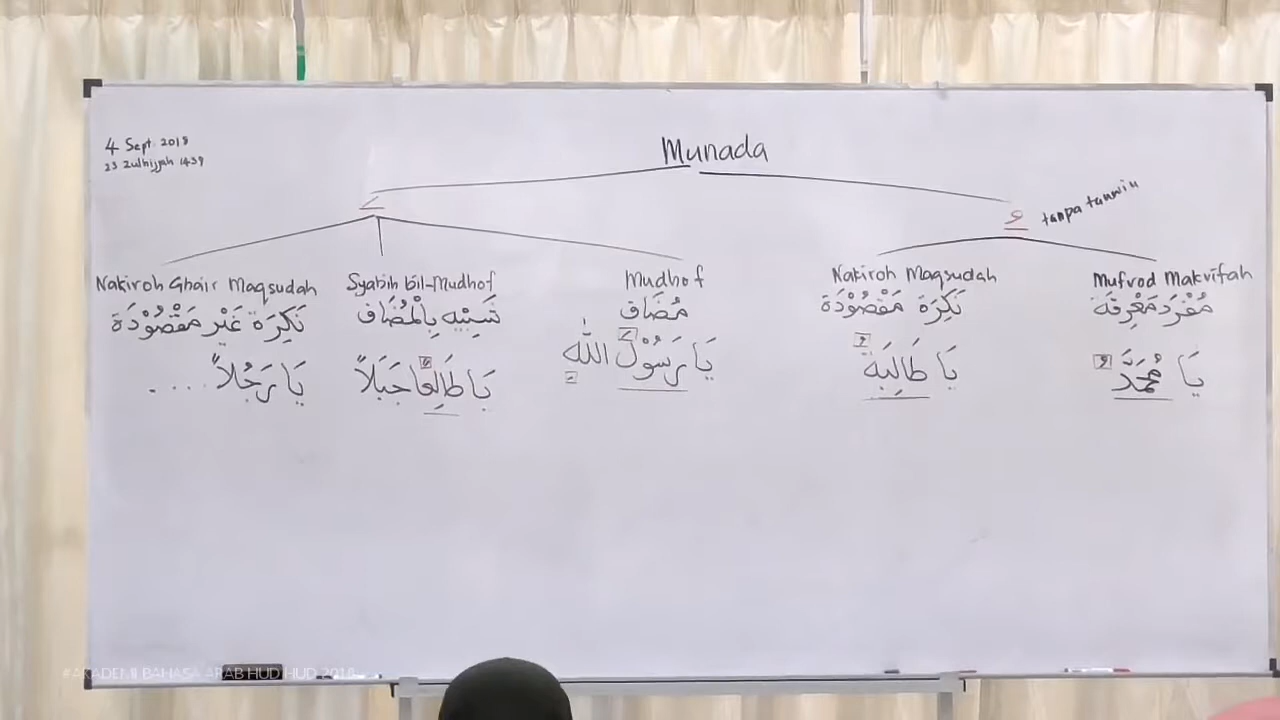 4 Sept 2018
23 Zulhijjah 1439
Munada
tanpa tanwin
Nakiroh Ghair Maqsudah
نَكِرَة غَيْر مَقْصُوْدَة
يَا رَجُلاً ....
Syabih bil-Mudhof
شَبِيْه بِالْمُضَاف
يَا طَالِعًا جَبَلاً
Mudhof
مُضَاف
يَا رَسُوْلَ اللهِ
Nakiroh Maqsudah
نَكِرَة مَقْصُوْدَة
يَا طَالِبَةُ
Mufrod Makrifah
مُفْرَد مَعْرِفَة
يَا مُحَمَّدُ
#AKADEMI BAHASA ARAB HUD HUD 2018